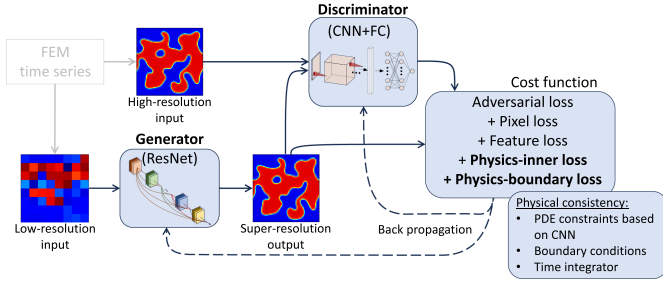 Discriminator
(CNN+FC)
FEM
time series
High-resolution
input
Cost function
Adversarial loss
+ Pixel loss
+ Feature loss
+ Physics-inner loss
+ Physics-boundary loss
Generator
(ResNet)
Low-resolution
input
Super-resolution
output
Back propagation
Physical consistency:
• PDE constraints based
on CNN
• Boundary conditions
• Time integrator